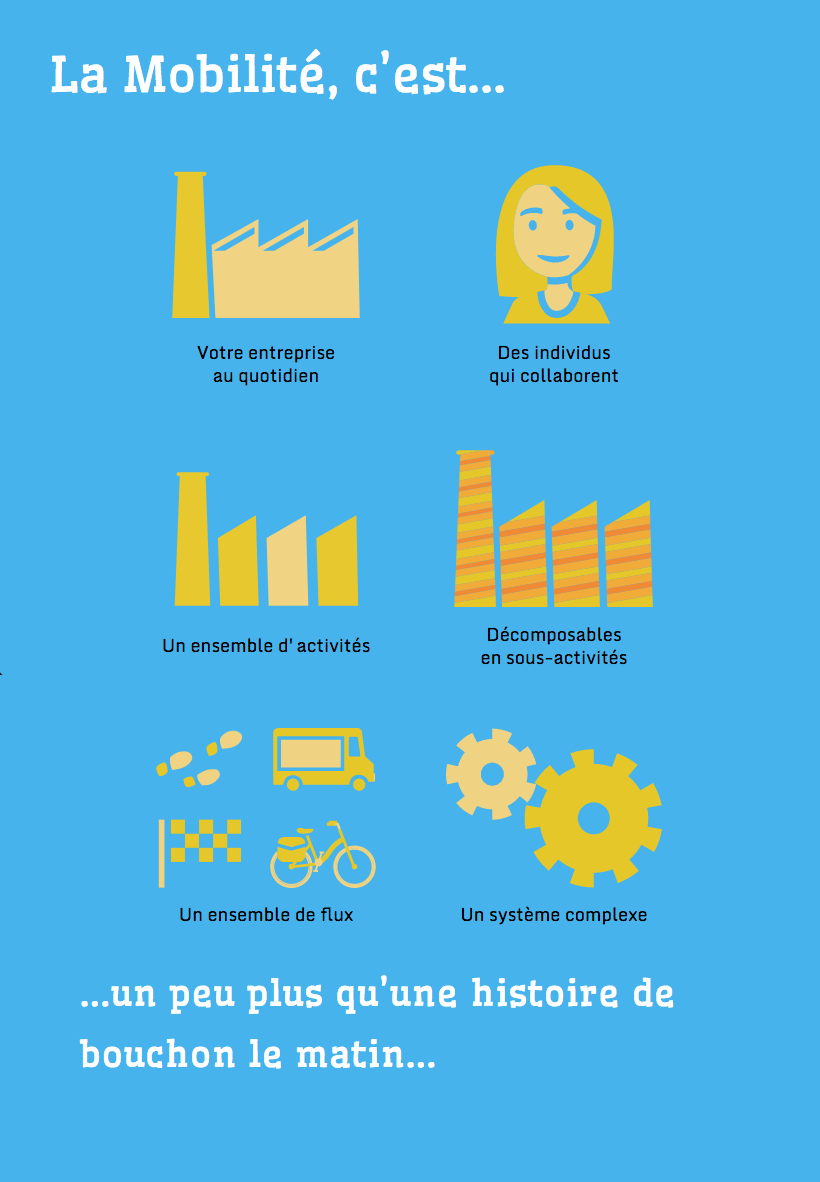 La Mobilité, c'est...
Votre entreprise
au quotidien
Des individus
qui collaborent
Un ensemble d'activités
Décomposables
en sous-activités
Un ensemble de flux
Un système complexe
...un peu plus qu'une histoire de
bouchon le matin...